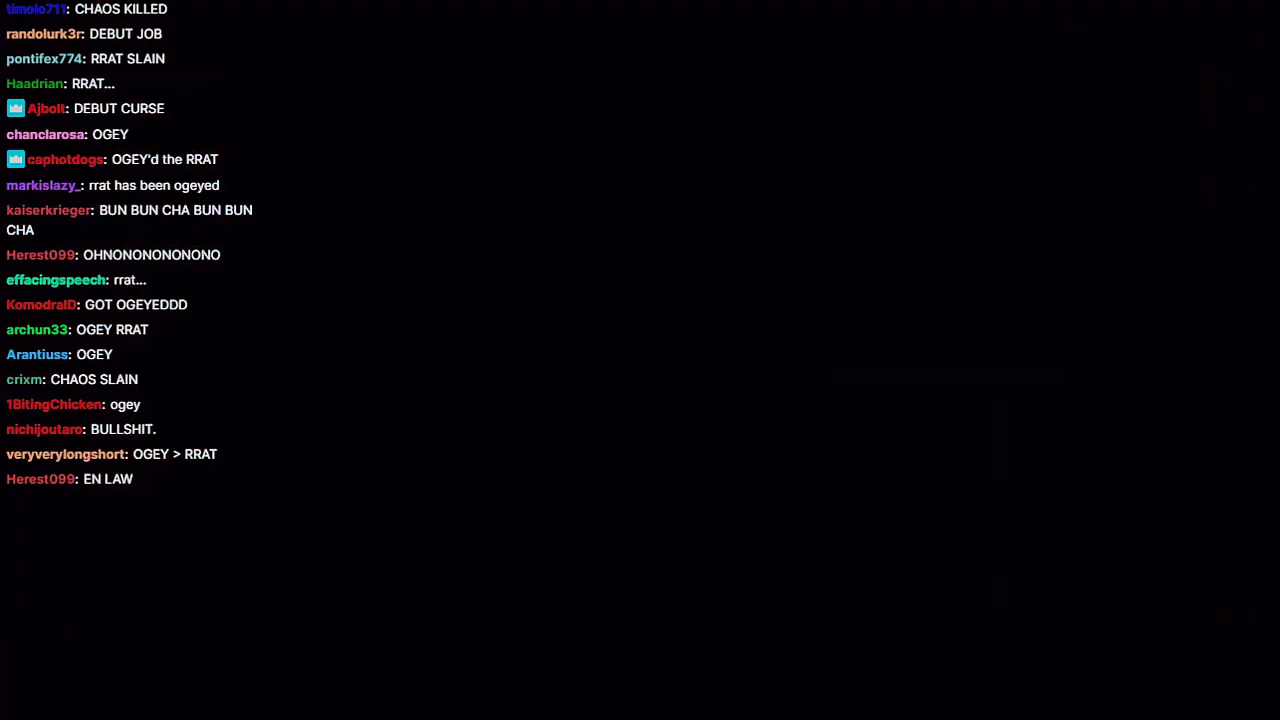 timolo711: CHAOS KILLED
randolurk3r: DEBUT JOB
pontifex774: RRAT SLAIN
Haadrian: RRAT...
Ajbolt: DEBUT CURSE
chanclarosa: OGEY
caphotdogs: OGEY'd the RRAT
markislazy_: rrat has been ogeyed
kaiserkrieger: BUN BUN CHA BUN BUN
CHA
Herest099: OHNONONONONONO
effacingspeech: rrat...
KomodralD: GOT OGEYEDDD
archun33: OGEY RRAT
Arantiuss: OGEY
crixm: CHAOS SLAIN
1BitingChicken: ogey
nichijoutaro: BULLSHIT.
veryverylongshort: OGEY > RRAT
Herest099: EN LAW